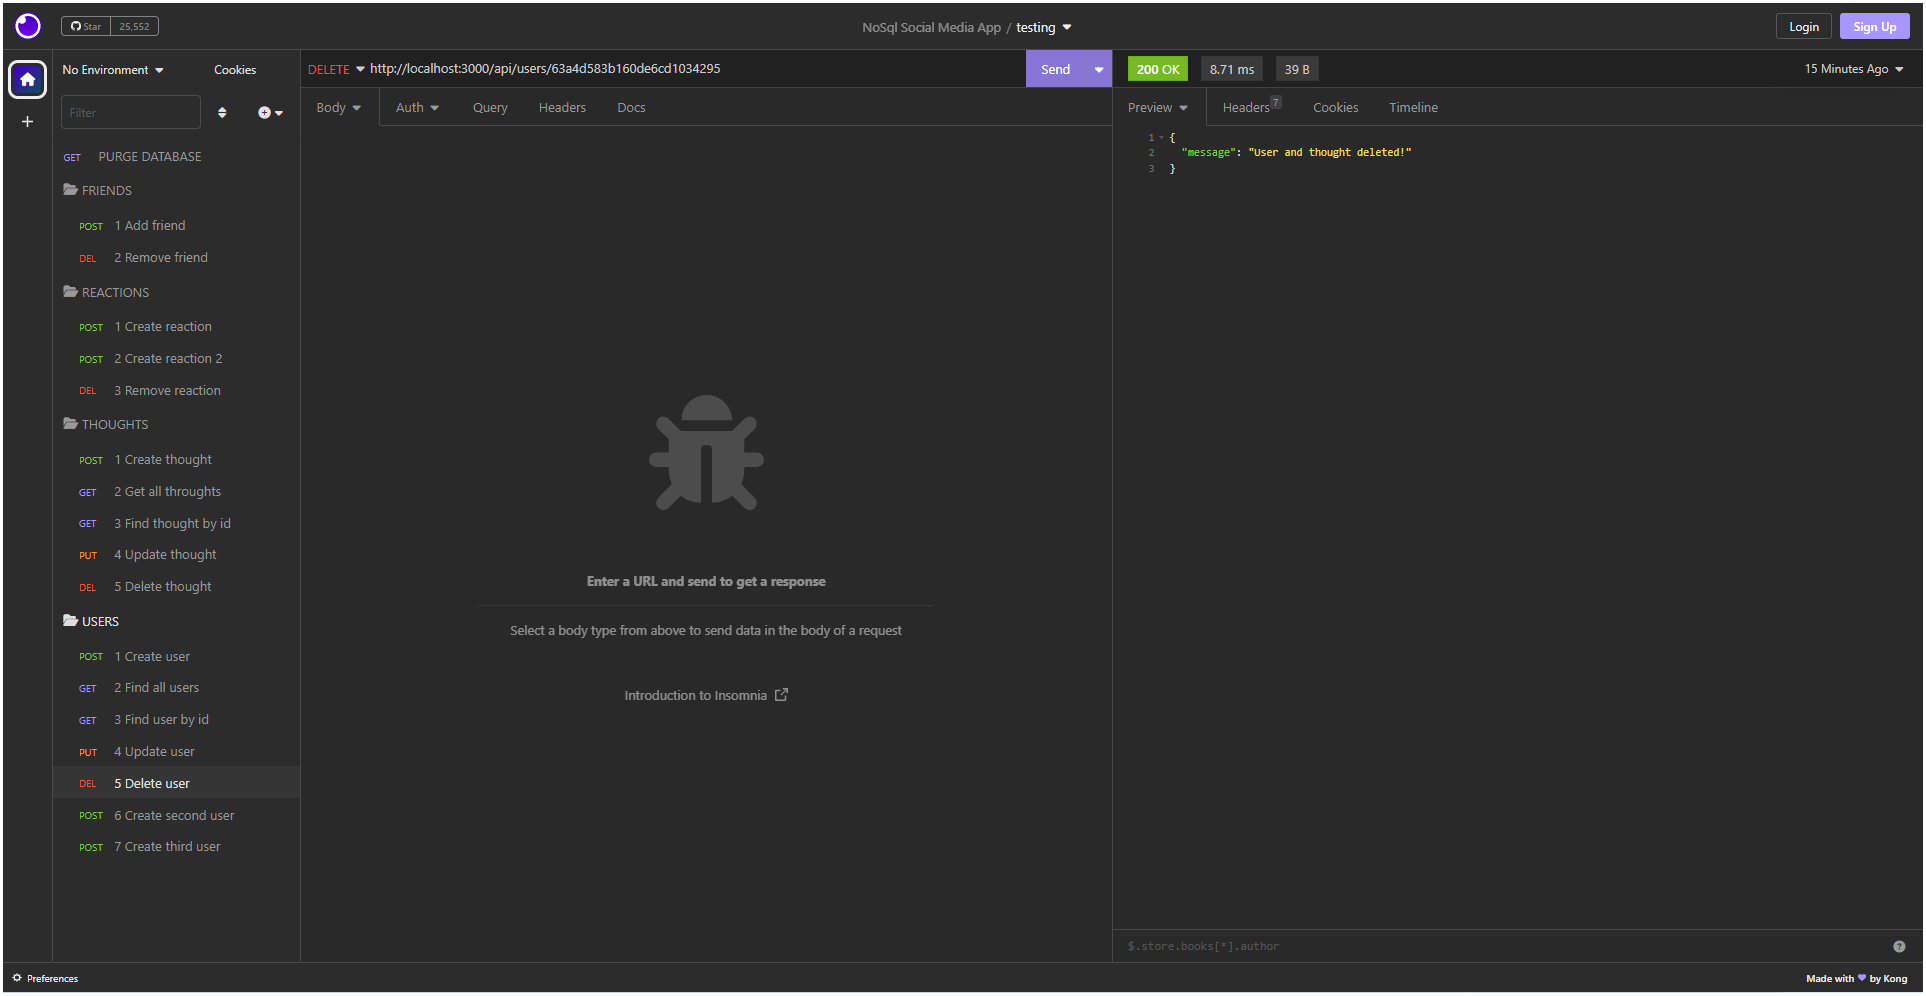 Star 25,552
NoSql Social Media App / testing
Login Sign Up
No Environment Cookies
DELETE http://localhost:3000/api/users/63a4d583b160de6cd1034295 Send
200 OK 8.71 ms 39 B 15 Minutes Ago
Filter
Body Auth Query Headers Docs
Preview Headers 7 Cookies Timeline
GET PURGE DATABASE
FRIENDS
POST 1 Add friend
DEL 2 Remove friend
REACTIONS
POST 1 Create reaction
POST 2 Create reaction 2
DEL 3 Remove reaction
THOUGHTS
POST 1 Create thought
GET 2 Get all throughts
GET 3 Find thought by id
PUT 4 Update thought
DEL 5 Delete thought
USERS
POST 1 Create user
GET 2 Find all users
GET 3 Find user by id
PUT 4 Update user
DEL 5 Delete user
POST 6 Create second user
POST 7 Create third user
Enter a URL and send to get a response
Select a body type from above to send data in the body of a request
Introduction to Insomnia
1 {
2 "message": "User and thought deleted!"
3 }
$.store.books[*].author ?
Preferences
Made with ♥ by Kong